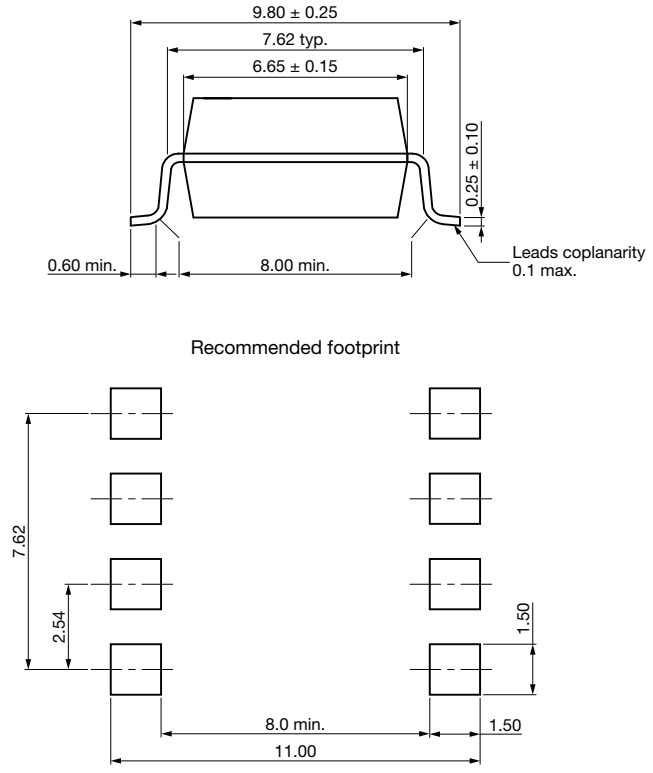 9.80 ± 0.25
7.62 typ.
6.65 ± 0.15
0.25 ± 0.10
0.60 min.
8.00 min.
Leads coplanarity
0.1 max.
Recommended footprint
7.62
2.54
1.50
8.0 min.
1.50
11.00